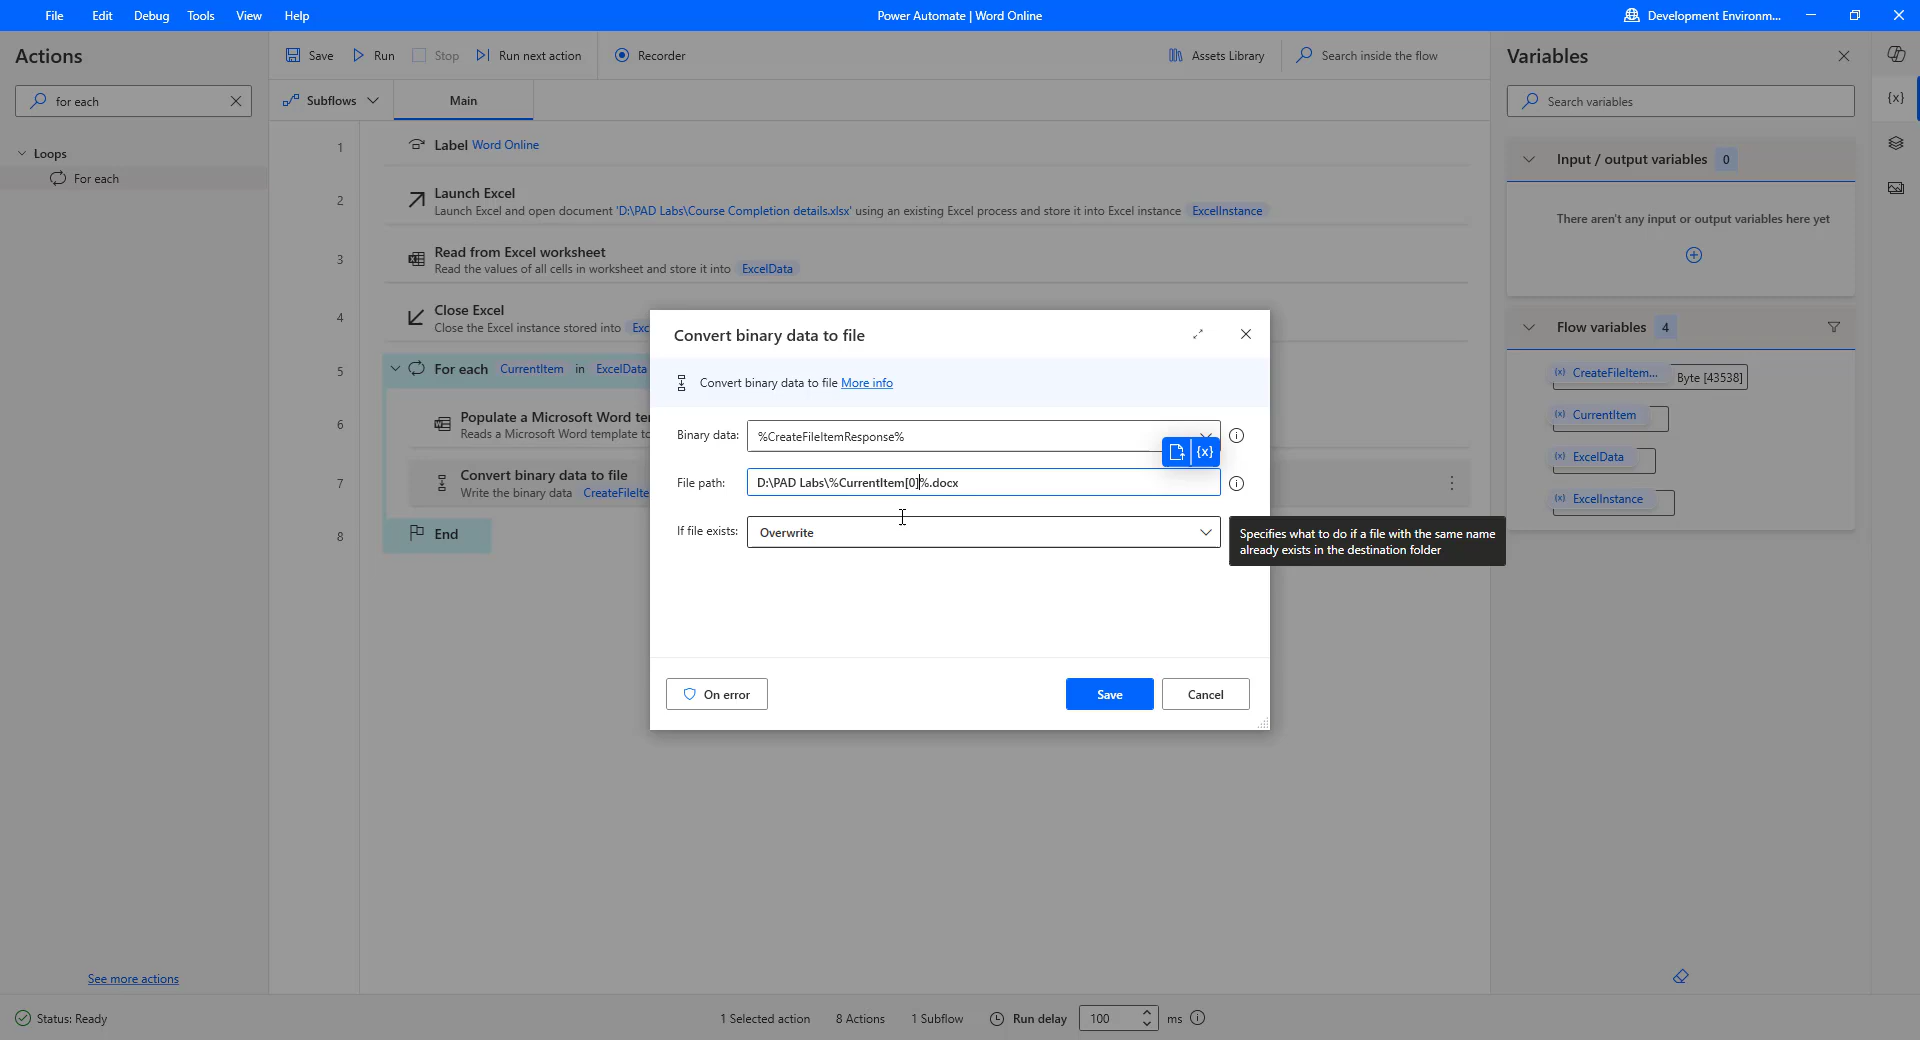 File Edit Debug Tools View Help
Power Automate | Word Online
Development Environm...
Actions
for each
Loops
For each
See more actions
Save Run Stop Run next action Recorder
Assets Library Search inside the flow
Subflows Main
1 Label Word Online
2 Launch Excel
Launch Excel and open document 'D:\PAD Labs\Course Completion details.xlsx' using an existing Excel process and store it into Excel instance ExcelInstance
3 Read from Excel worksheet
Read the values of all cells in worksheet and store it into ExcelData
4 Close Excel
Close the Excel instance stored into Exc
5 For each CurrentItem in ExcelData
6 Populate a Microsoft Word te
Reads a Microsoft Word template to
7 Convert binary data to file
Write the binary data CreateFileIte
8 End
Convert binary data to file
Convert binary data to file More info
Binary data: %CreateFileItemResponse%
{x}
File path: D:\PAD Labs\%CurrentItem[0]%.docx
If file exists: Overwrite
Specifies what to do if a file with the same name
already exists in the destination folder
On error Save Cancel
Variables
{x}
Search variables
Input / output variables 0
There aren't any input or output variables here yet
Flow variables 4
(x) CreateFileItem... Byte [43538]
(x) CurrentItem
(x) ExcelData
(x) ExcelInstance
Status: Ready
1 Selected action 8 Actions 1 Subflow Run delay 100 ms